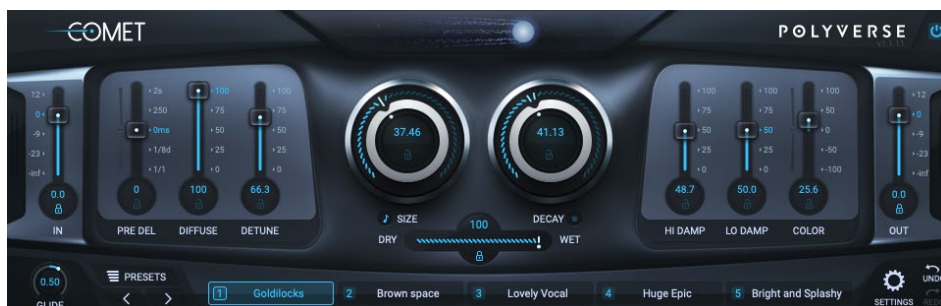 COMET
POLYVERSE
v1.1.11
12
0
-9
-23
-inf
0.0
IN
2s
250
0ms
1/8d
1/1
0
PRE DEL
100
75
50
25
0
100
DIFFUSE
100
75
50
25
0
66.3
DETUNE
37.46
SIZE
41.13
DECAY
DRY
100
WET
100
75
50
25
0
48.7
HI DAMP
100
75
50
25
0
50.0
LO DAMP
100
50
0
-50
-100
25.6
COLOR
+12
0
-9
-23
-inf
0.0
OUT
0.50
GLIDE
PRESETS
1 Goldilocks
2 Brown space
3 Lovely Vocal
4 Huge Epic
5 Bright and Splashy
SETTINGS
UNDO